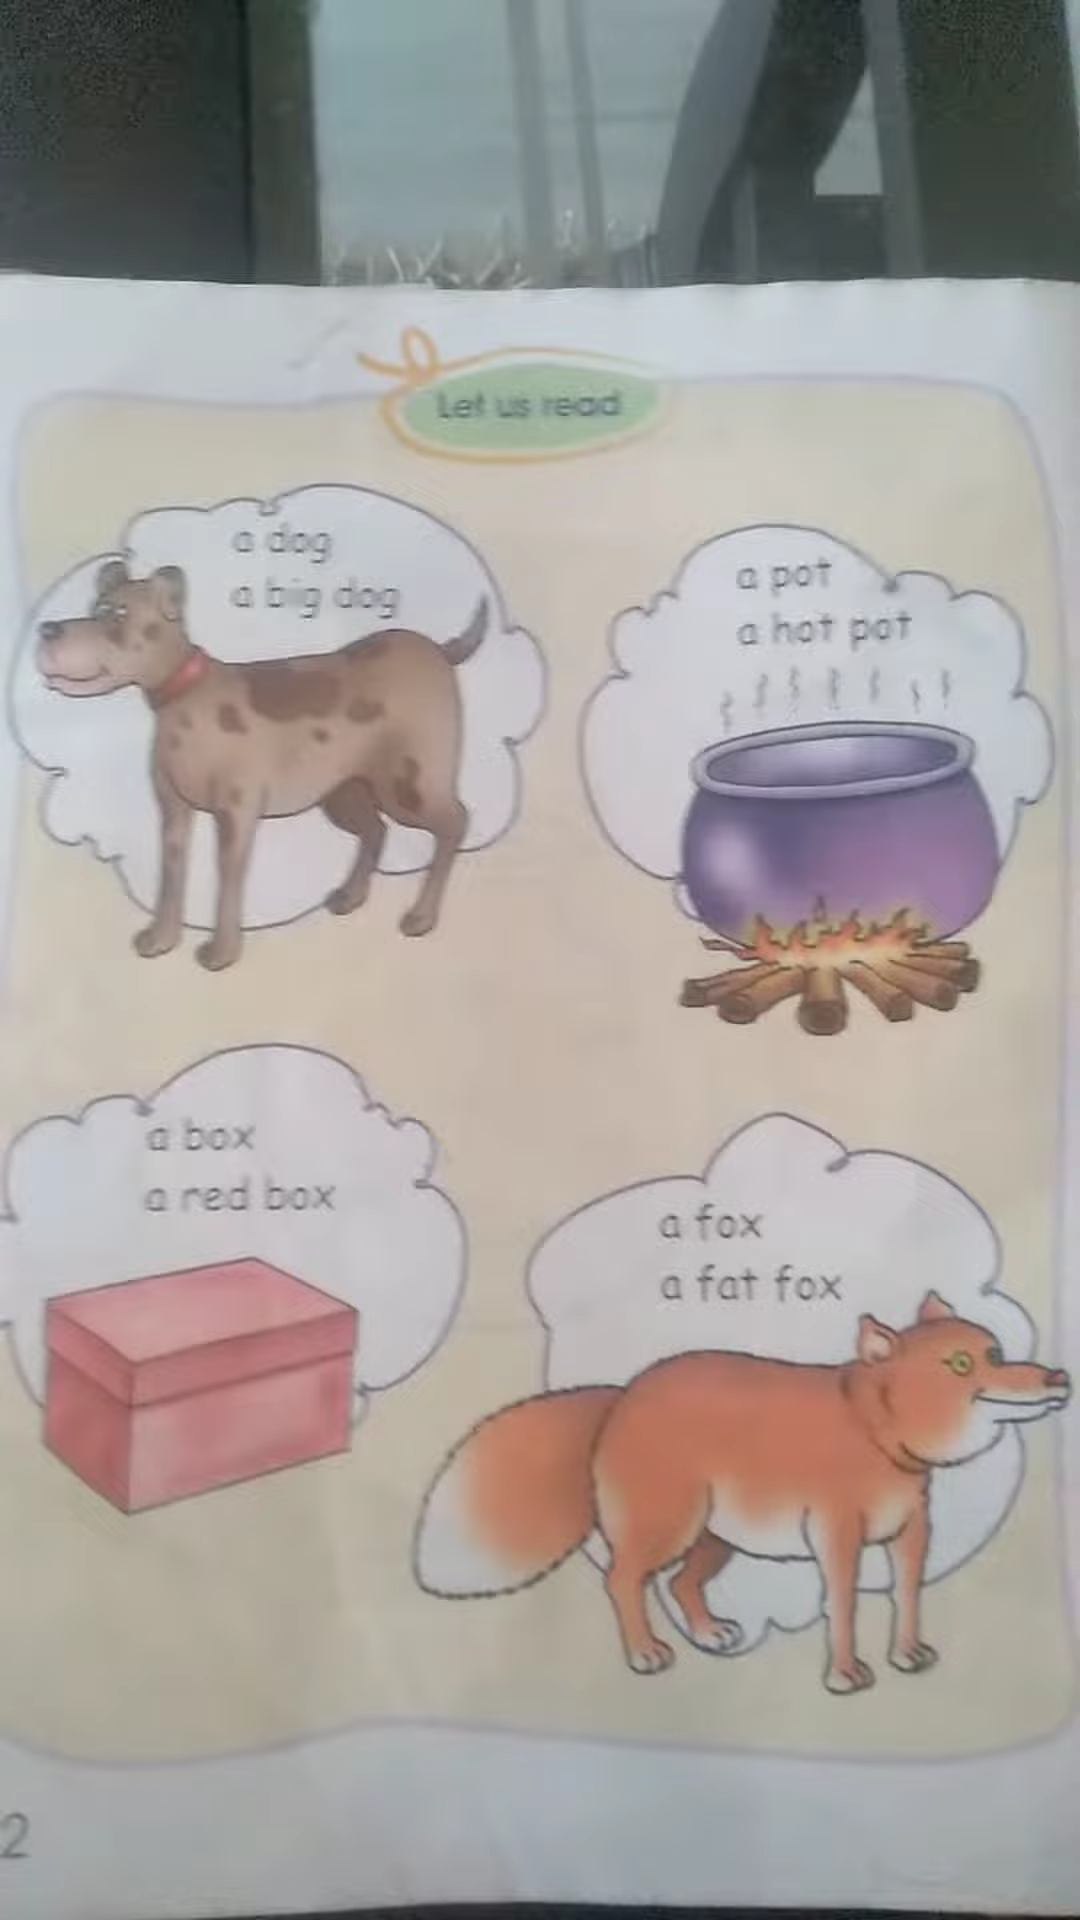 Let us read
a dog
a big dog
a pot
a hot pot
a box
a red box
a fox
a fat fox
2